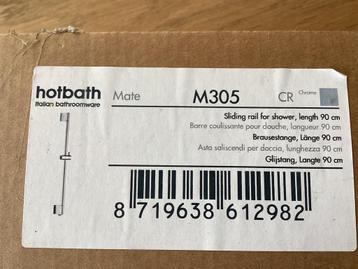 hotbath
Italian bathroomware
Mate
M305
CR
Chrome
Sliding rail for shower, length 90 cm
Barre coulissante pour douche, longueur 90 cm
Brausestange, Länge 90 cm
Asta saliscendi per doccia, lunghezza 90 cm
Glijstang, Langte 90 cm
8 719638 612982